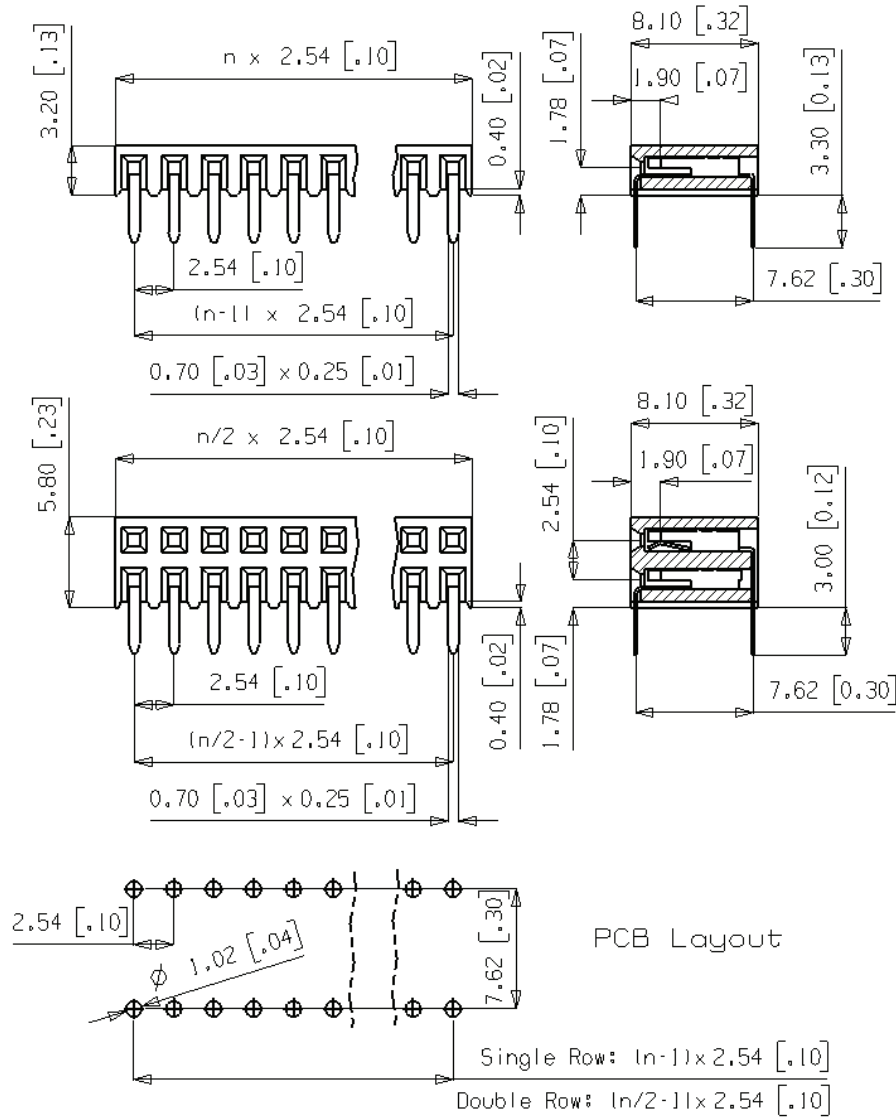 8.10 [.32]
n x 2.54 [.10]
3.20 [.13]
0.40 [.02]
1.78 [.07]
1.90 [.07]
3.30 [0.13]
2.54 [.10]
7.62 [.30]
(n-1) x 2.54 [.10]
0.70 [.03] x 0.25 [.01]
8.10 [.32]
5.80 [.23]
n/2 x 2.54 [.10]
2.54 [.10]
1.90 [.07]
3.00 [0.12]
2.54 [.10]
0.40 [.02]
1.78 [.07]
7.62 [0.30]
(n/2-1) x 2.54 [.10]
0.70 [.03] x 0.25 [.01]
2.54 [.10]
Ø 1.02 [.04]
7.62 [.30]
PCB Layout
Single Row: (n-1) x 2.54 [.10]
Double Row: (n/2-1) x 2.54 [.10]